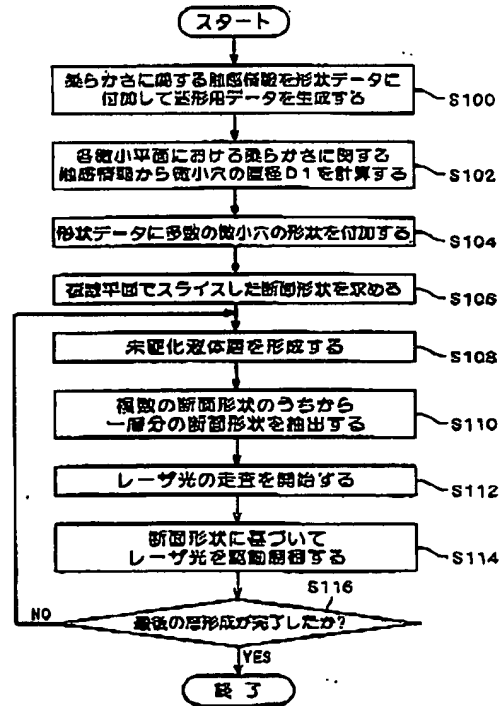 スタート
柔らかさに関する触感情報を形状データに
付加して造形用データを生成する
S100
各微小平面における柔らかさに関する
触感情報から微小穴の直径D1を計算する
S102
形状データに多数の微小穴の形状を付加する
S104
複数平面でスライスした断面形状を求める
S106
未硬化液体層を形成する
S108
複数の断面形状のうちから
一層分の断面形状を抽出する
S110
レーザ光の走査を開始する
S112
断面形状に基づいて
レーザ光を駆動制御する
S114
S116
最後の層形成が完了したか?
NO
YES
終了